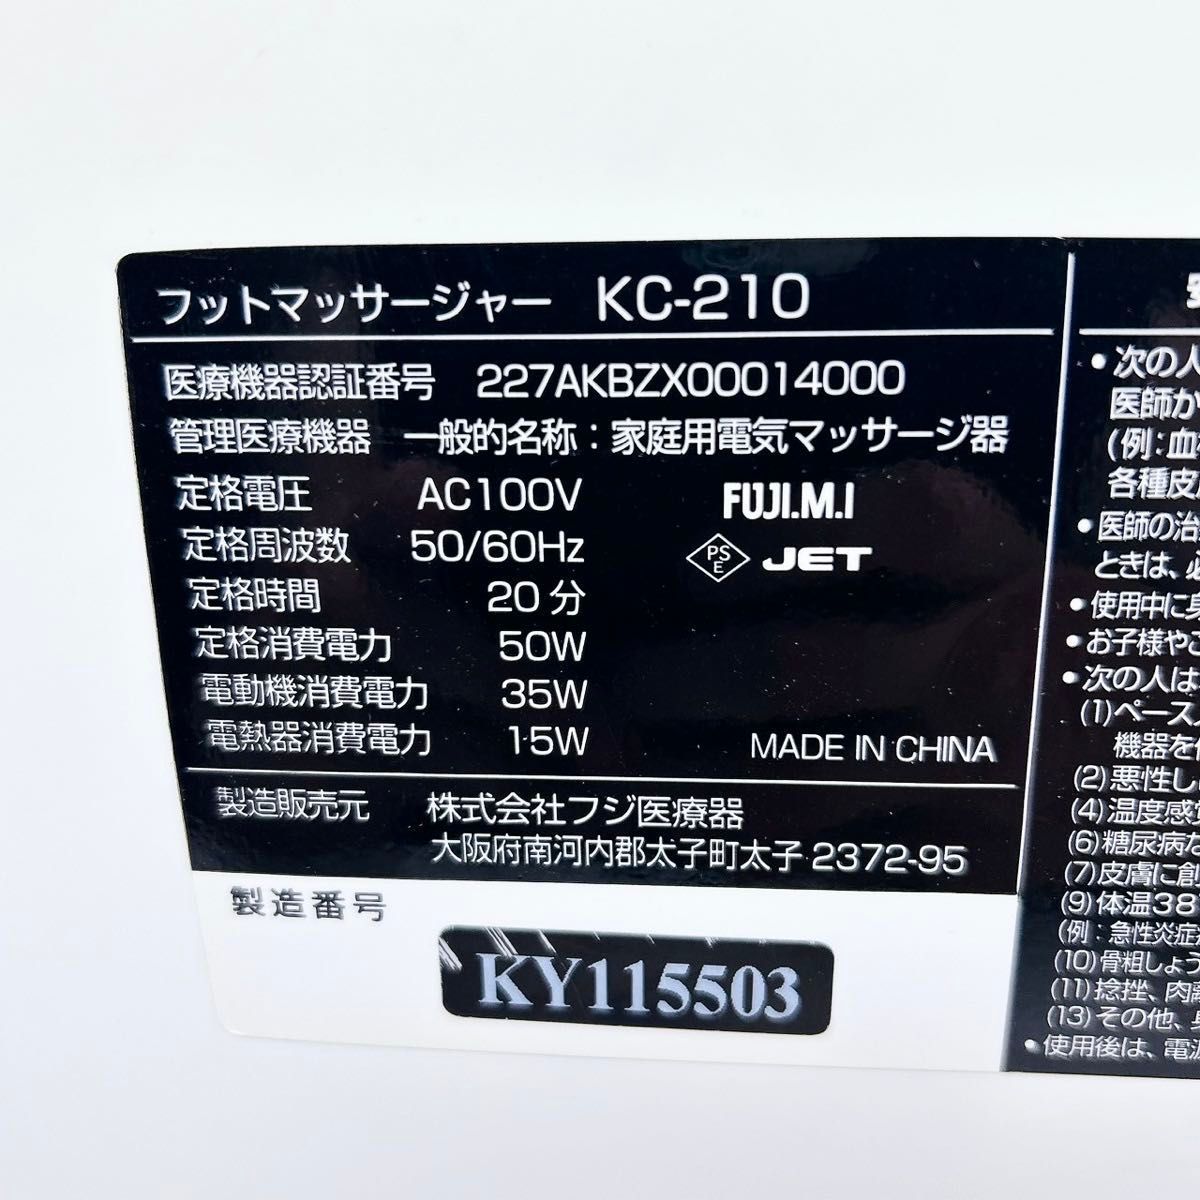 フットマッサージャー KC-210
医療機器認証番号 227AKBZX00014000
管理医療機器 一般的名称：家庭用電気マッサージ器
定格電圧 AC100V
定格周波数 50/60Hz
定格時間 20分
定格消費電力 50W
電動機消費電力 35W
電熱器消費電力 15W
FUJI.M.I
PSE JET
MADE IN CHINA
製造販売元 株式会社フジ医療器
大阪府南河内郡太子町太子2372-95
製造番号
KY115503
•次の人
医師か
(例：血
各種皮
•医師の治
ときは、必
•使用中に身
•お子様やご
•次の人は
(1)ペース
機器を
(2)悪性し
(4)温度感
(6)糖尿病な
(7)皮膚に創
(9)体温38
(例：急性炎症
(10)骨粗しょう
(11)捻挫、肉
(13)その他、身
•使用後は、電源